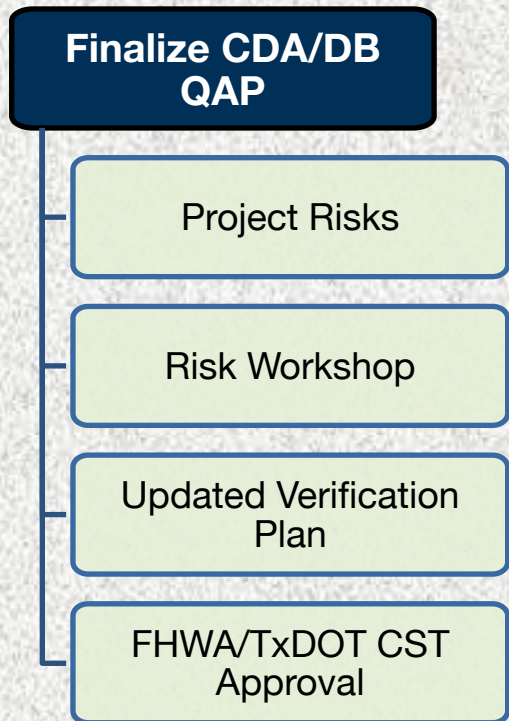 Finalize CDA/DB
QAP
Project Risks
Risk Workshop
Updated Verification
Plan
FHWA/TxDOT CST
Approval